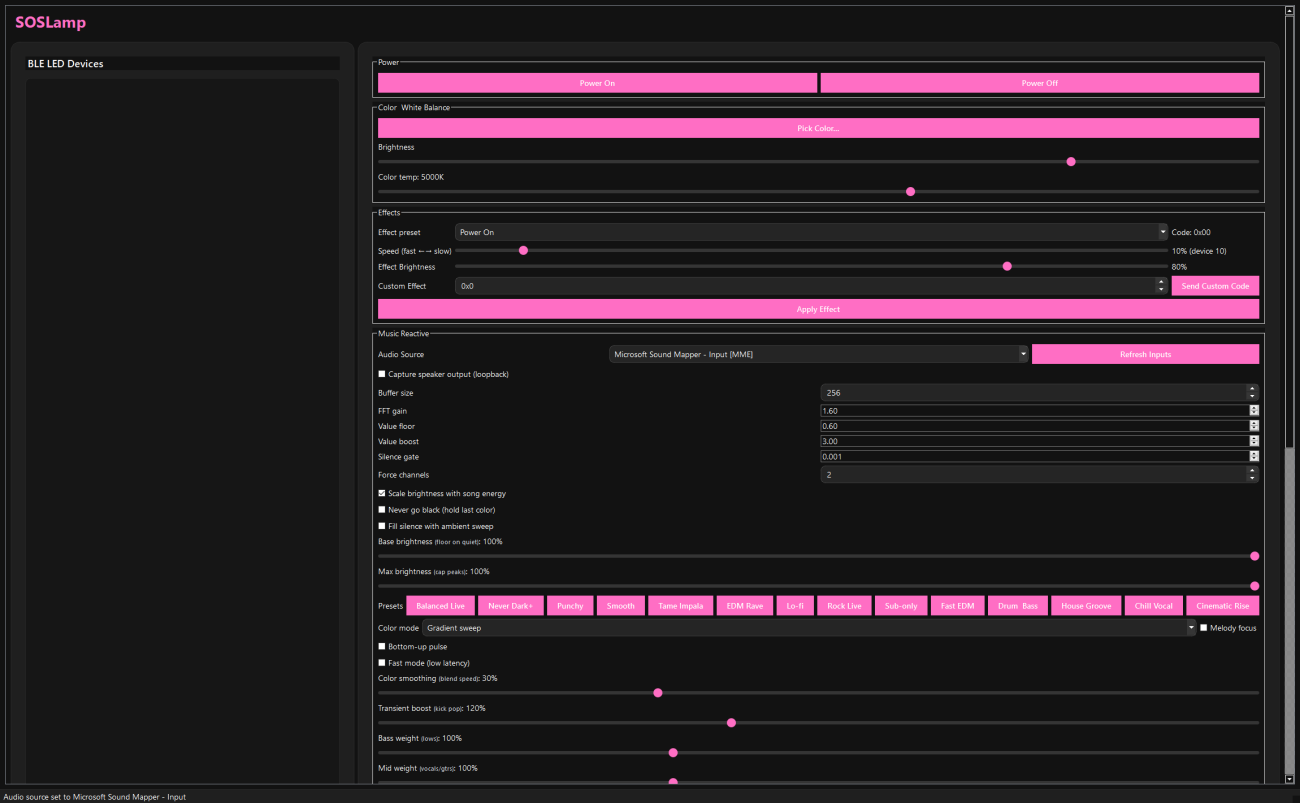 SOSLamp
BLE LED Devices
Power
Power On Power Off
Color White Balance
Pick Color...
Brightness
Color temp: 5000K
Effects
Effect preset Power On Code: 0x00
Speed (fast ←→ slow) 10% (device 10)
Effect Brightness 80%
Custom Effect 0x0 Send Custom Code
Apply Effect
Music Reactive
Audio Source Microsoft Sound Mapper - Input [MME] Refresh Inputs
Capture speaker output (loopback)
Buffer size 256
FFT gain 1.60
Value floor 0.60
Value boost 3.00
Silence gate 0.001
Force channels 2
Scale brightness with song energy
Never go black (hold last color)
Fill silence with ambient sweep
Base brightness (floor on quiet): 100%
Max brightness (cap peaks): 100%
Presets Balanced Live Never Dark+ Punchy Smooth Tame Impala EDM Rave Lo-fi Rock Live Sub-only Fast EDM Drum Bass House Groove Chill Vocal Cinematic Rise
Color mode Gradient sweep Melody focus
Bottom-up pulse
Fast mode (low latency)
Color smoothing (blend speed): 30%
Transient boost (kick pop): 120%
Bass weight (lows): 100%
Mid weight (vocals/gtrs): 100%
Audio source set to Microsoft Sound Mapper - Input